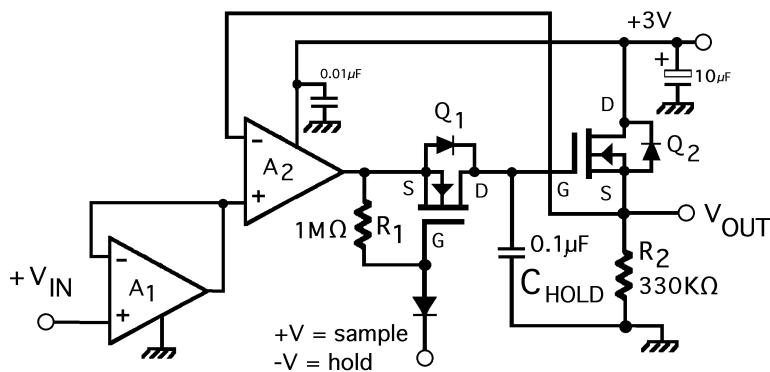 +3V
0.01µF
+
10µF
D
Q1
Q2
-
A2
+
S
D
G
S
1MΩ
R1
G
VOUT
-
A1
+
+VIN
0.1µF
CHOLD
R2
330KΩ
+V = sample
-V = hold